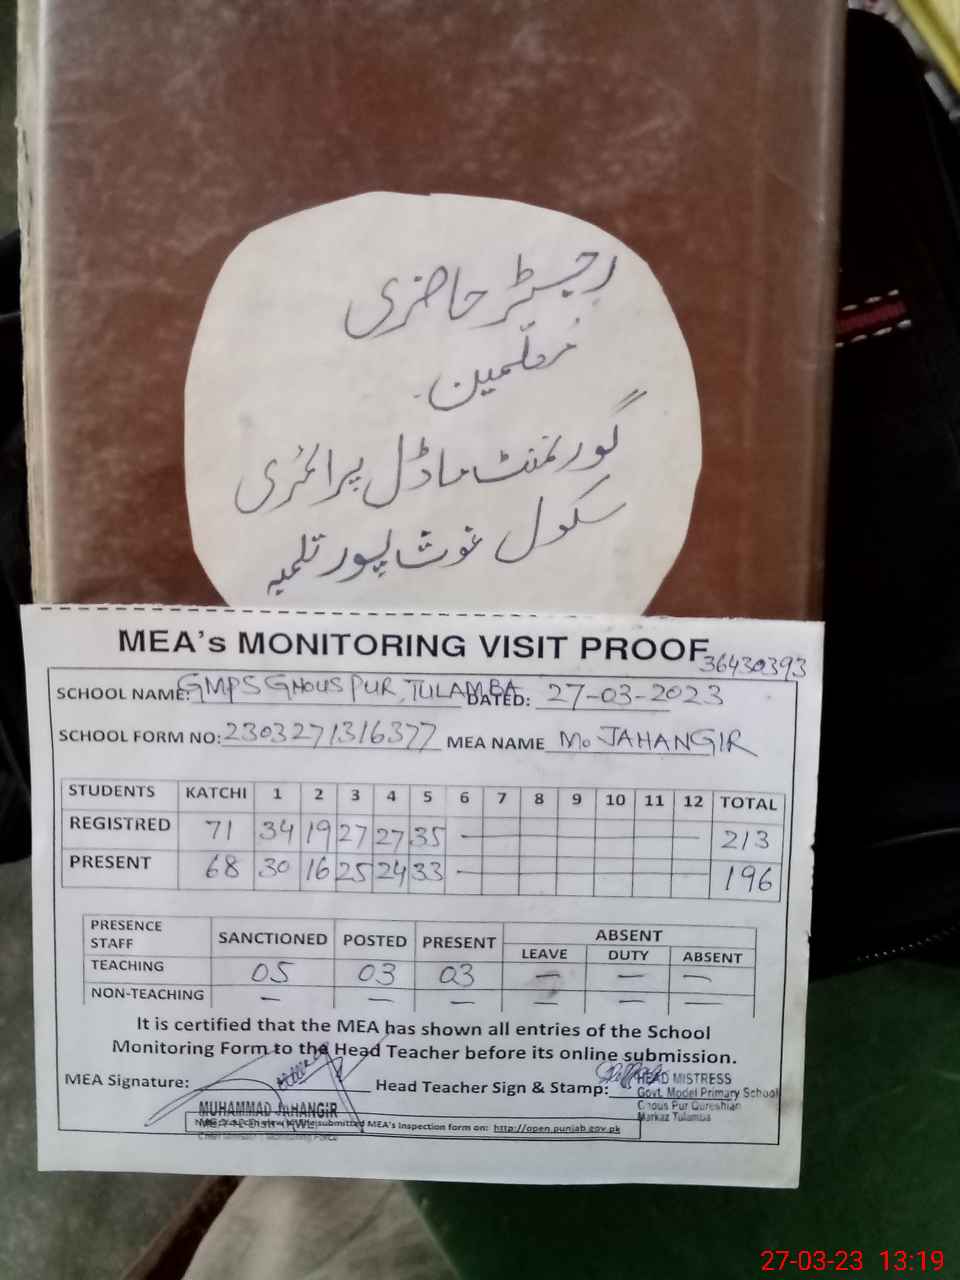 رجسٹر حاضری
معلمین
گورنمنٹ ماڈل پرائمری
سکول غوث پور تلمبہ
MEA's MONITORING VISIT PROOF
36430393
SCHOOL NAME: GMPS GHOUS PUR, TULAMBA DATED: 27-03-2023
SCHOOL FORM NO: 2303271316377 MEA NAME M. JAHANGIR
STUDENTS KATCHI 1 2 3 4 5 6 7 8 9 10 11 12 TOTAL
REGISTRED 71 34 19 27 27 35 — 213
PRESENT 68 30 16 25 24 33 — 196
PRESENCE STAFF SANCTIONED POSTED PRESENT ABSENT
LEAVE DUTY ABSENT
TEACHING 05 03 03 — — —
NON-TEACHING — — — — — —
It is certified that the MEA has shown all entries of the School
Monitoring Form to the Head Teacher before its online submission.
MEA Signature: Head Teacher Sign & Stamp:
HEAD MISTRESS
Govt. Model Primary School
Ghous Pur Qureshian
Markaz Tulamba
MUHAMMAD JAHANGIR
submitted MEA's Inspection form on: http://open.punjab.gov.pk
Monitoring Force
27-03-23 13:19